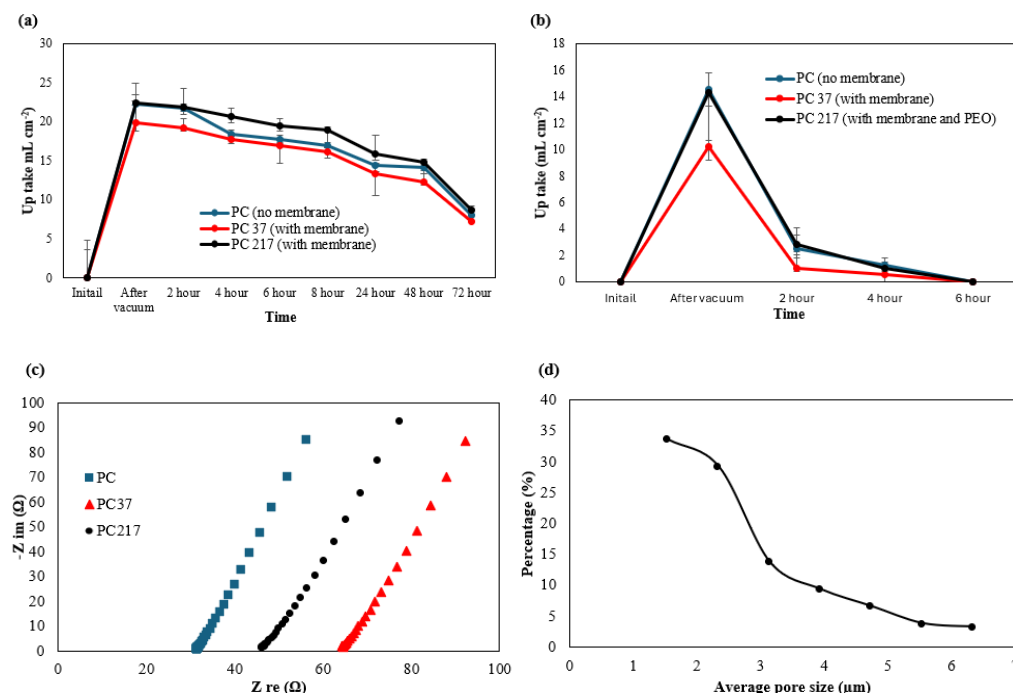 (a)
30
25
20
15
10
5
0
Up take mL cm⁻²
PC (no membrane)
PC 37 (with membrane)
PC 217 (with membrane)
Initail
After vacuum
2 hour
4 hour
6 hour
8 hour
24 hour
48 hour
72 hour
Time
(b)
18
16
14
12
10
8
6
4
2
0
Up take (mL cm⁻²)
PC (no membrane)
PC 37 (with membrane)
PC 217 (with membrane and PEO)
Initail
After vacuum
2 hour
4 hour
6 hour
Time
(c)
100
90
80
70
60
50
40
30
20
10
0
-Z im (Ω)
PC
PC37
PC217
0
20
40
60
80
100
Z re (Ω)
(d)
40
35
30
25
20
15
10
5
0
Percentage (%)
0
1
2
3
4
5
6
7
Average pore size (μm)